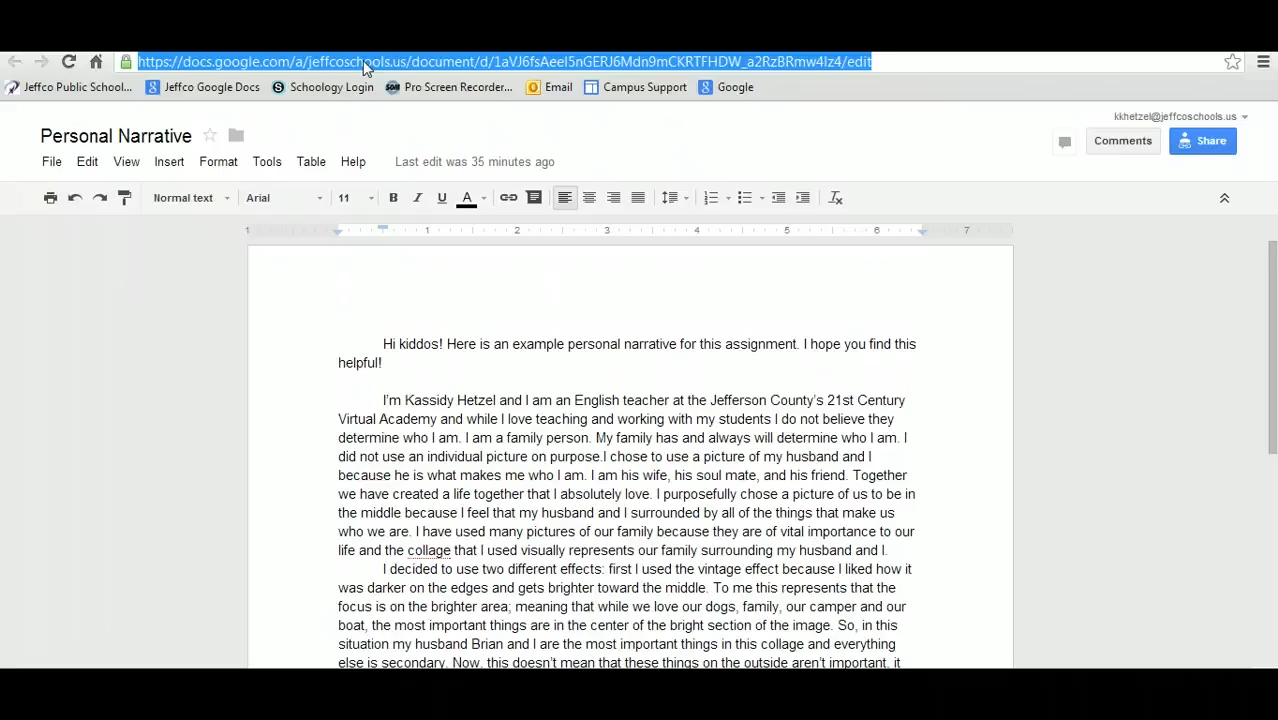 https://docs.google.com/a/jeffcoschools.us/document/d/1aVJ6fsAeeI5nGERJ6Mdn9mCKRTFHDW_a2RzBRmw4lz4/edit
Jeffco Public School... Jeffco Google Docs Schoology Login Pro Screen Recorder... Email Campus Support Google
kkhetzel@jeffcoschools.us
Personal Narrative
Comments Share
File Edit View Insert Format Tools Table Help Last edit was 35 minutes ago
Normal text Arial 11 B I U A
1 1 2 3 4 5 6 7
Hi kiddos! Here is an example personal narrative for this assignment. I hope you find this
helpful!
I'm Kassidy Hetzel and I am an English teacher at the Jefferson County's 21st Century
Virtual Academy and while I love teaching and working with my students I do not believe they
determine who I am. I am a family person. My family has and always will determine who I am. I
did not use an individual picture on purpose.I chose to use a picture of my husband and I
because he is what makes me who I am. I am his wife, his soul mate, and his friend. Together
we have created a life together that I absolutely love. I purposefully chose a picture of us to be in
the middle because I feel that my husband and I surrounded by all of the things that make us
who we are. I have used many pictures of our family because they are of vital importance to our
life and the collage that I used visually represents our family surrounding my husband and I.
I decided to use two different effects: first I used the vintage effect because I liked how it
was darker on the edges and gets brighter toward the middle. To me this represents that the
focus is on the brighter area; meaning that while we love our dogs, family, our camper and our
boat, the most important things are in the center of the bright section of the image. So, in this
situation my husband Brian and I are the most important things in this collage and everything
else is secondary. Now, this doesn't mean that these things on the outside aren't important, it